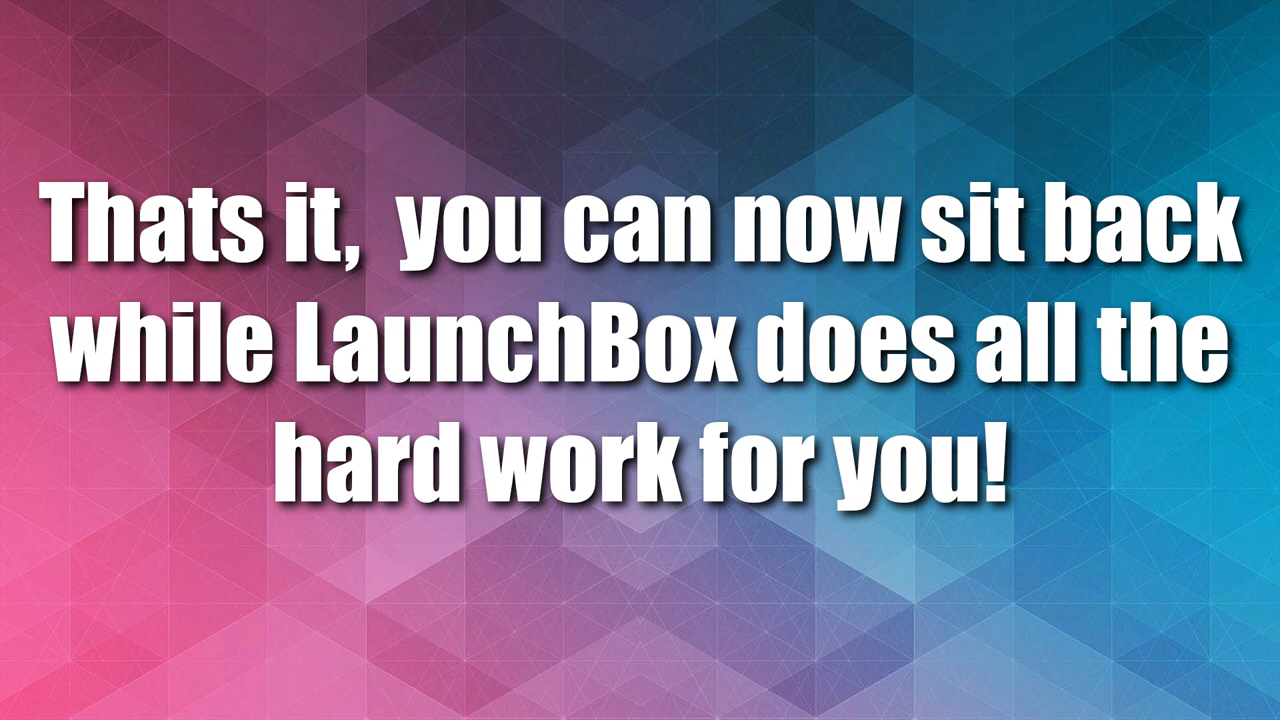 Thats it,  you can now sit back
while LaunchBox does all the
hard work for you!